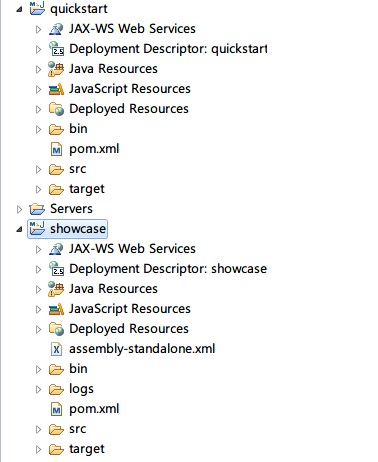 quickstart
JAX-WS Web Services
Deployment Descriptor: quickstart
Java Resources
JavaScript Resources
Deployed Resources
bin
pom.xml
src
target
Servers
showcase
JAX-WS Web Services
Deployment Descriptor: showcase
Java Resources
JavaScript Resources
Deployed Resources
assembly-standalone.xml
bin
logs
pom.xml
src
target